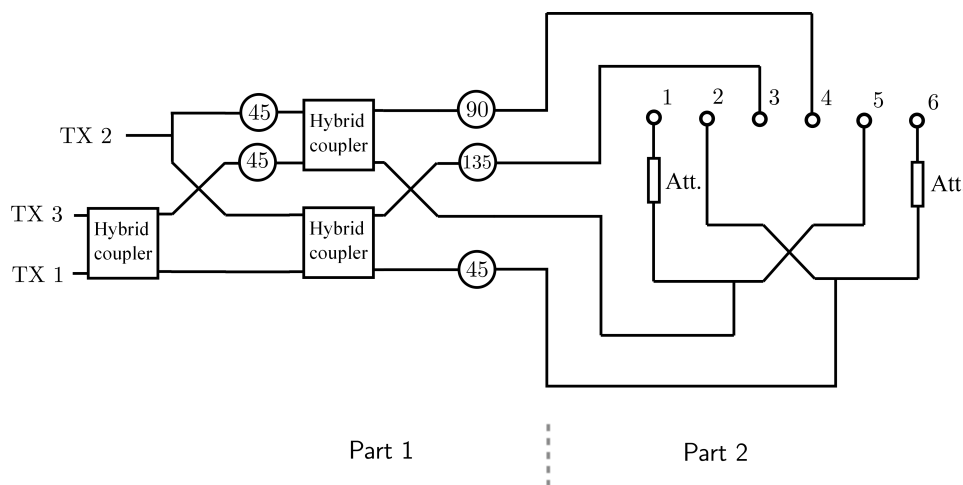 1
2
3
4
5
6
45
90
Hybrid
coupler
TX 2
45
135
Att.
Att
TX 3
Hybrid
coupler
Hybrid
coupler
TX 1
45
Part 1
Part 2